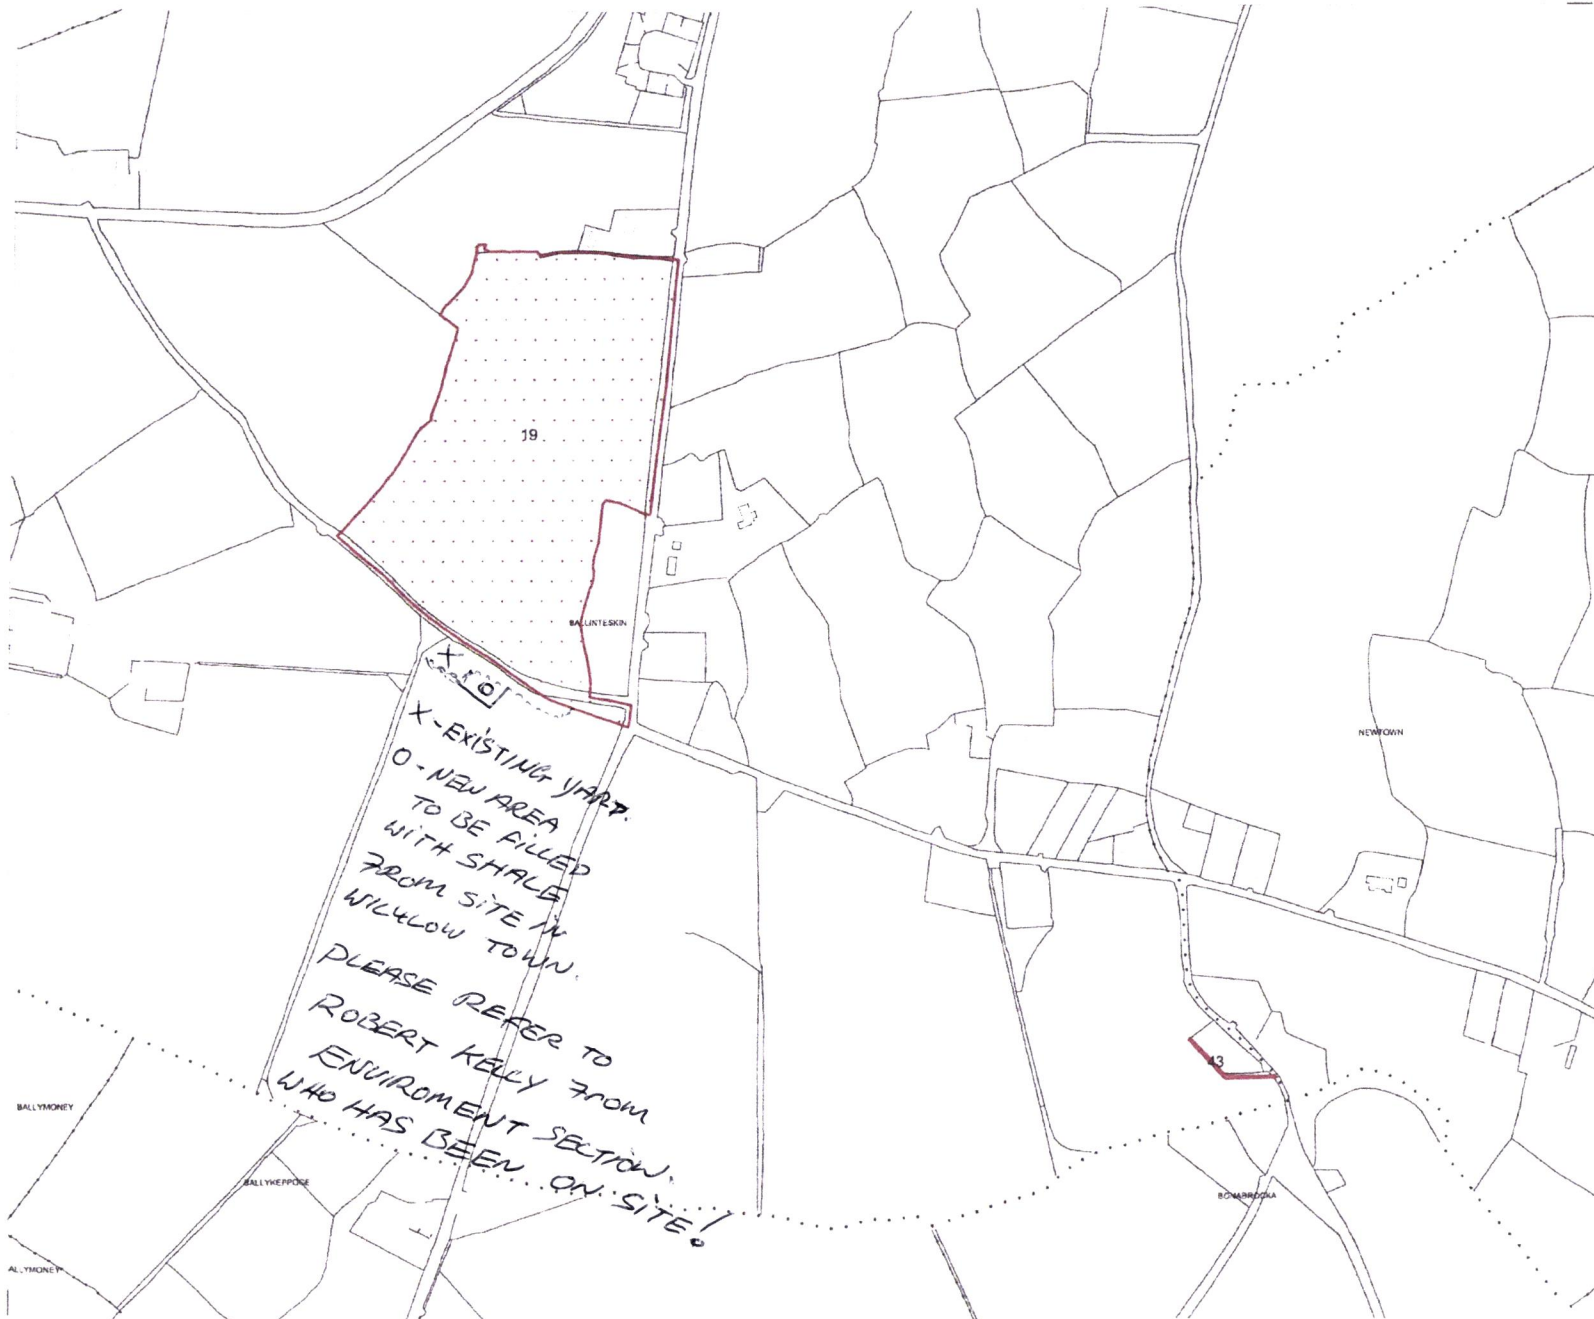 19
BALLINTESKIN
X
O
X - EXISTING YARD.
O - NEW AREA
TO BE FILLED
WITH SHALE
FROM SITE IN
WICKLOW TOWN.
PLEASE REFER TO
ROBERT KELLY FROM
ENVIROMENT SECTION.
WHO HAS BEEN ON SITE!
NEWTOWN
43
BALLYMONEY
BALLYKEPPOGE
BONABROCKA
ALLYMONEY